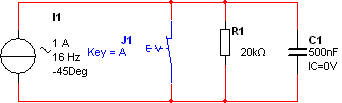 I1
1 A
16 Hz
-45Deg
J1
Key = A
R1
20kΩ
C1
500nF
IC=0V